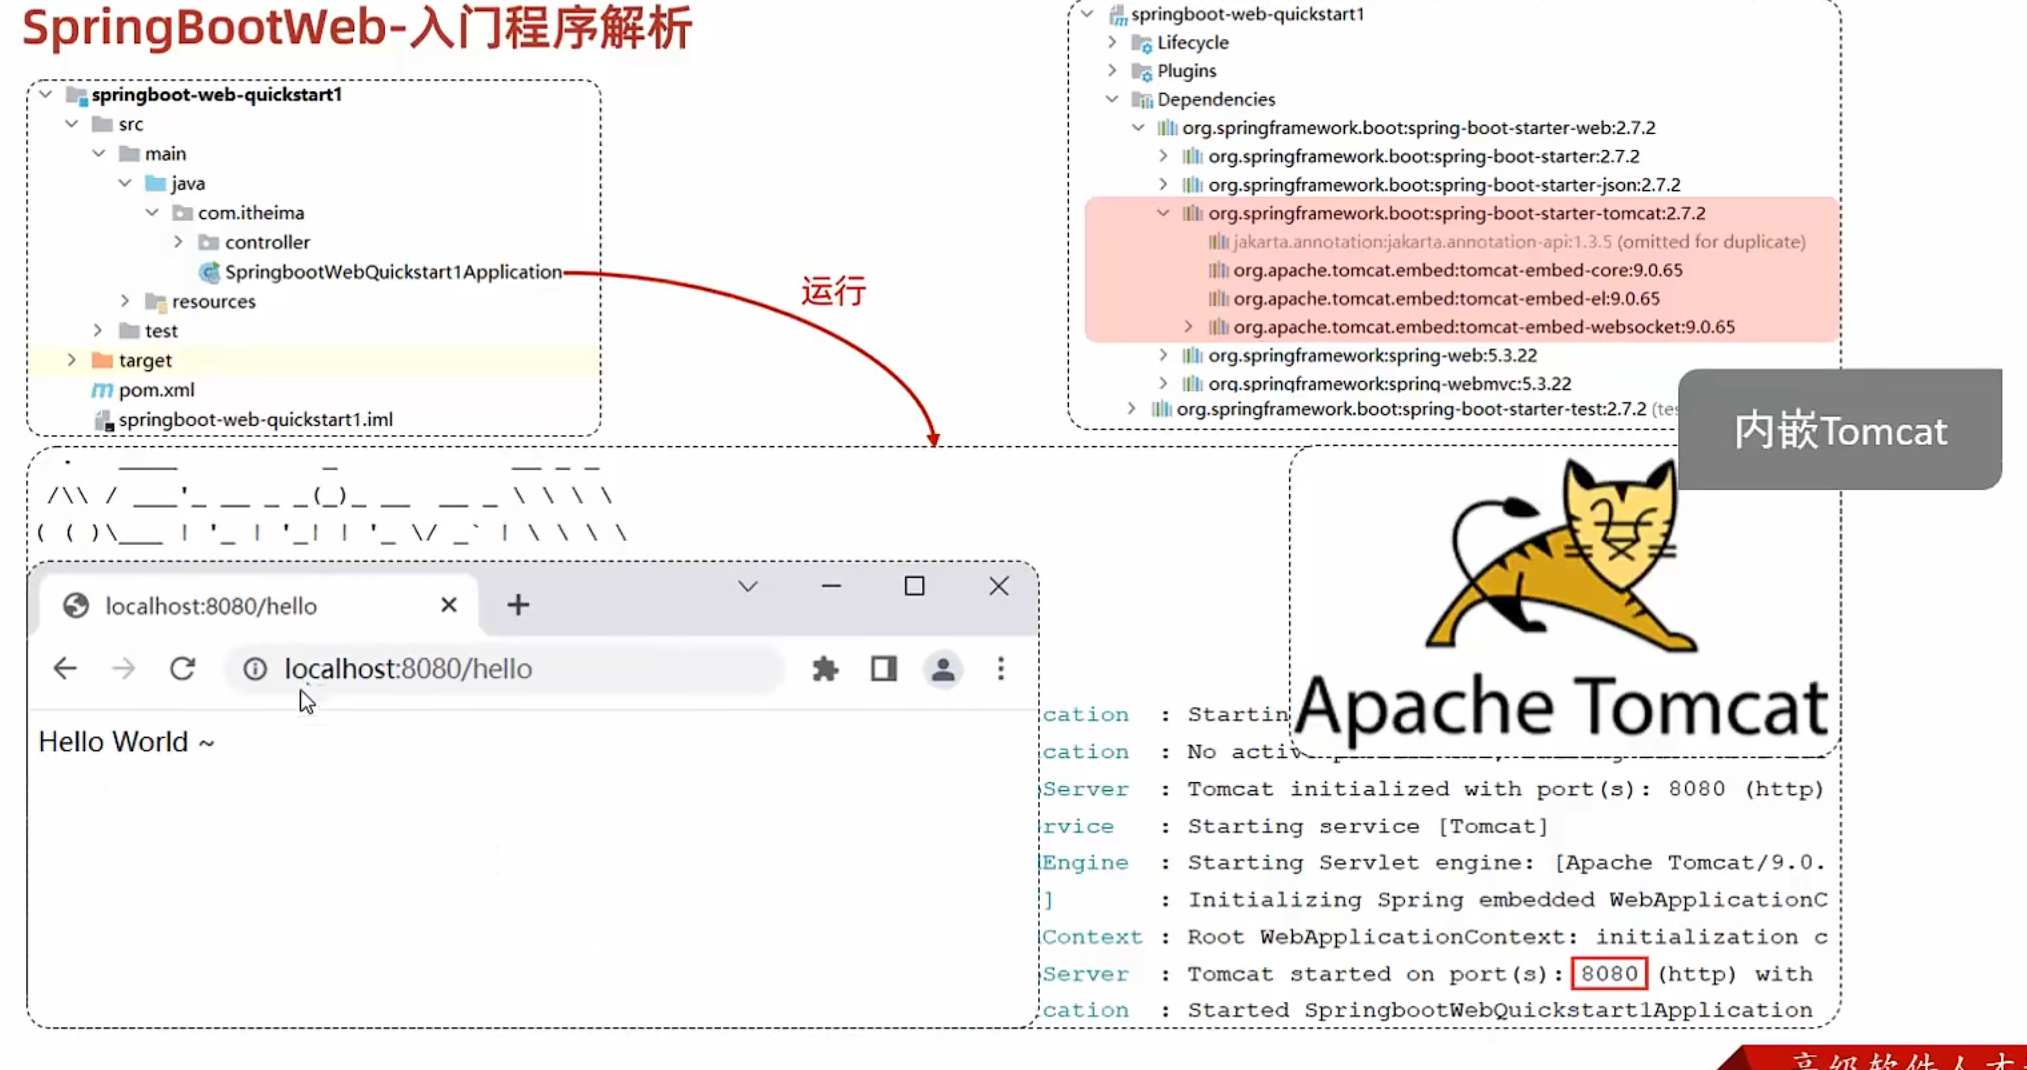 SpringBootWeb-入门程序解析
springboot-web-quickstart1
src
main
java
com.itheima
controller
SpringbootWebQuickstart1Application
resources
test
target
pom.xml
springboot-web-quickstart1.iml
运行
springboot-web-quickstart1
Lifecycle
Plugins
Dependencies
org.springframework.boot:spring-boot-starter-web:2.7.2
org.springframework.boot:spring-boot-starter:2.7.2
org.springframework.boot:spring-boot-starter-json:2.7.2
org.springframework.boot:spring-boot-starter-tomcat:2.7.2
jakarta.annotation:jakarta.annotation-api:1.3.5 (omitted for duplicate)
org.apache.tomcat.embed:tomcat-embed-core:9.0.65
org.apache.tomcat.embed:tomcat-embed-el:9.0.65
org.apache.tomcat.embed:tomcat-embed-websocket:9.0.65
org.springframework:spring-web:5.3.22
org.springframework:spring-webmvc:5.3.22
org.springframework.boot:spring-boot-starter-test:2.7.2 (tes
内嵌Tomcat
Apache Tomcat
localhost:8080/hello
localhost:8080/hello
Hello World ~
cation : Startin
cation : No activ
Server : Tomcat initialized with port(s): 8080 (http)
rvice : Starting service [Tomcat]
Engine : Starting Servlet engine: [Apache Tomcat/9.0.
] : Initializing Spring embedded WebApplicationC
Context : Root WebApplicationContext: initialization c
Server : Tomcat started on port(s): 8080 (http) with
cation : Started SpringbootWebQuickstart1Application
高级软件人才